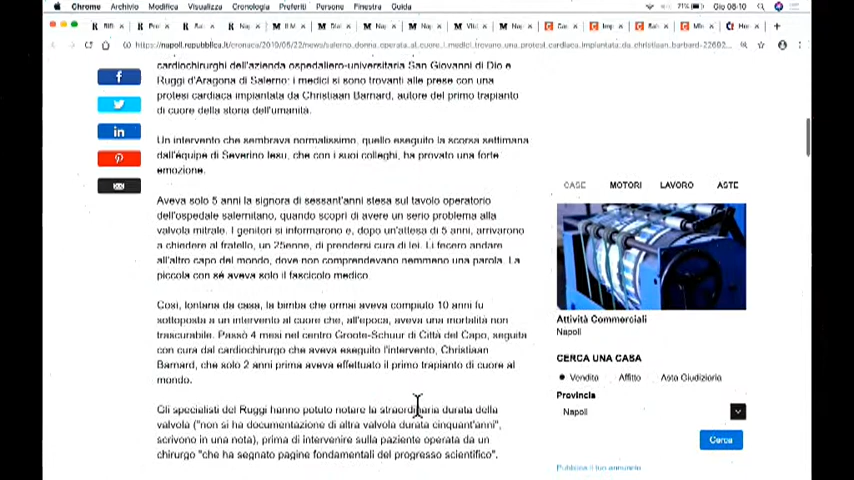 Chrome Archivio Modifica Visualizza Cronologia Preferiti Persone Finestra Guida
71% Gio 08:10
cardiochirurghi dell'azienda ospedaliero-universitaria San Giovanni di Dio e
Ruggi d'Aragona di Salerno: i medici si sono trovanti alle prese con una
protesi cardiaca impiantata da Christiaan Barnard, autore del primo trapianto
di cuore della storia dell'umanità.
Un intervento che sembrava normalissimo, quello eseguito la scorsa settimana
dall'équipe di Severino Iesu, che con i suoi colleghi, ha provato una forte
emozione.
Aveva solo 5 anni la signora di sessant'anni stesa sul tavolo operatorio
dell'ospedale salernitano, quando scoprì di avere un serio problema alla
valvola mitrale. I genitori si informarono e, dopo un'attesa di 5 anni, arrivarono
a chiedere al fratello, un 25enne, di prendersi cura di lei. Li fecero andare
all'altro capo del mondo, dove non comprendevano nemmeno una parola. La
piccola con sé aveva solo il fascicolo medico.
Così, lontana da casa, la bimba che ormai aveva compiuto 10 anni fu
sottoposta a un intervento al cuore che, all'epoca, aveva una mortalità non
trascurabile. Passò 4 mesi nel centro Groote-Schuur di Città del Capo, seguita
con cura dal cardiochirurgo che aveva eseguito l'intervento, Christiaan
Barnard, che solo 2 anni prima aveva effettuato il primo trapianto di cuore al
mondo.
Gli specialisti del Ruggi hanno potuto notare la straordinaria durata della
valvola ("non si ha documentazione di altra valvola durata cinquant'anni",
scrivono in una nota), prima di intervenire sulla paziente operata da un
chirurgo "che ha segnato pagine fondamentali del progresso scientifico".
CASE MOTORI LAVORO ASTE
Attività Commerciali
Napoli
CERCA UNA CASA
Vendita Affitto Asta Giudiziaria
Provincia
Napoli
Cerca
Pubblica il tuo annuncio